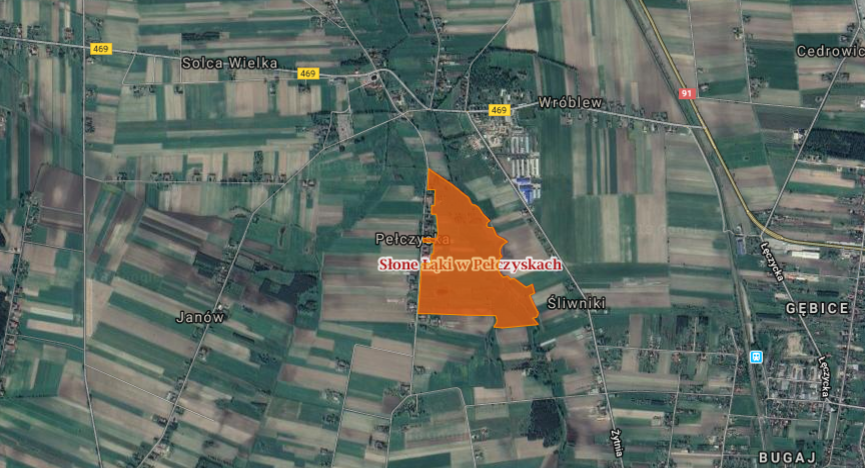 Cedrowic
469
Solca Wielka
469
91
Wróblew
469
Pełczyska
Słone Łąki w Pełczyskach
Łęczycka
Śliwniki
GĘBICE
Janów
Łęczycka
Żytnia
BUGAJ